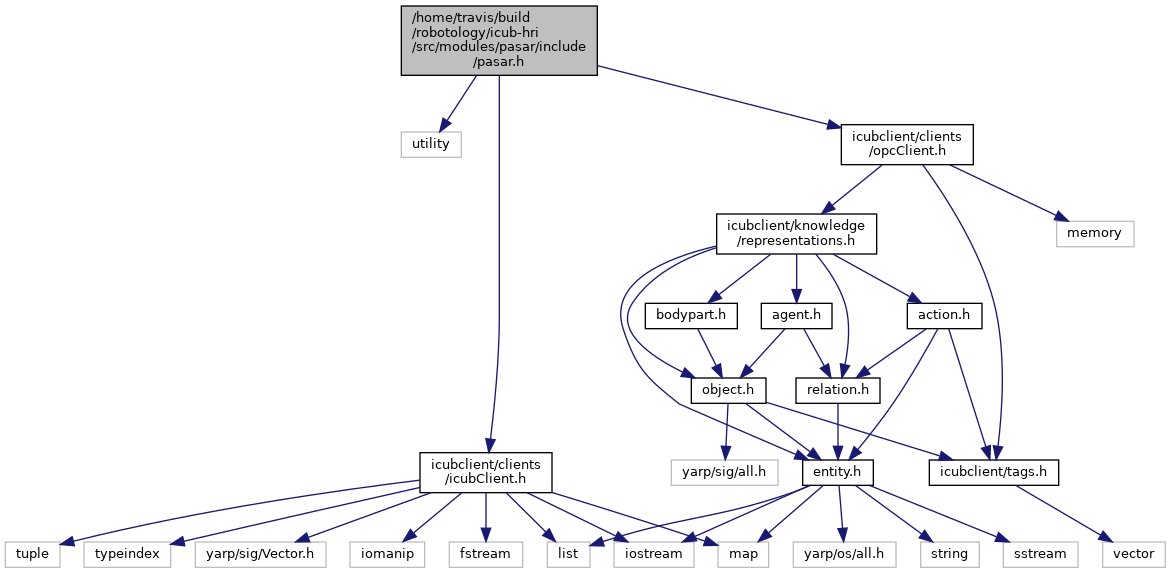 /home/travis/build
/robotology/icub-hri
/src/modules/pasar/include
/pasar.h
utility
icubclient/clients
/opcClient.h
icubclient/knowledge
/representations.h
memory
bodypart.h
agent.h
action.h
object.h
relation.h
icubclient/clients
/icubClient.h
yarp/sig/all.h
entity.h
icubclient/tags.h
tuple
typeindex
yarp/sig/Vector.h
iomanip
fstream
list
iostream
map
yarp/os/all.h
string
sstream
vector